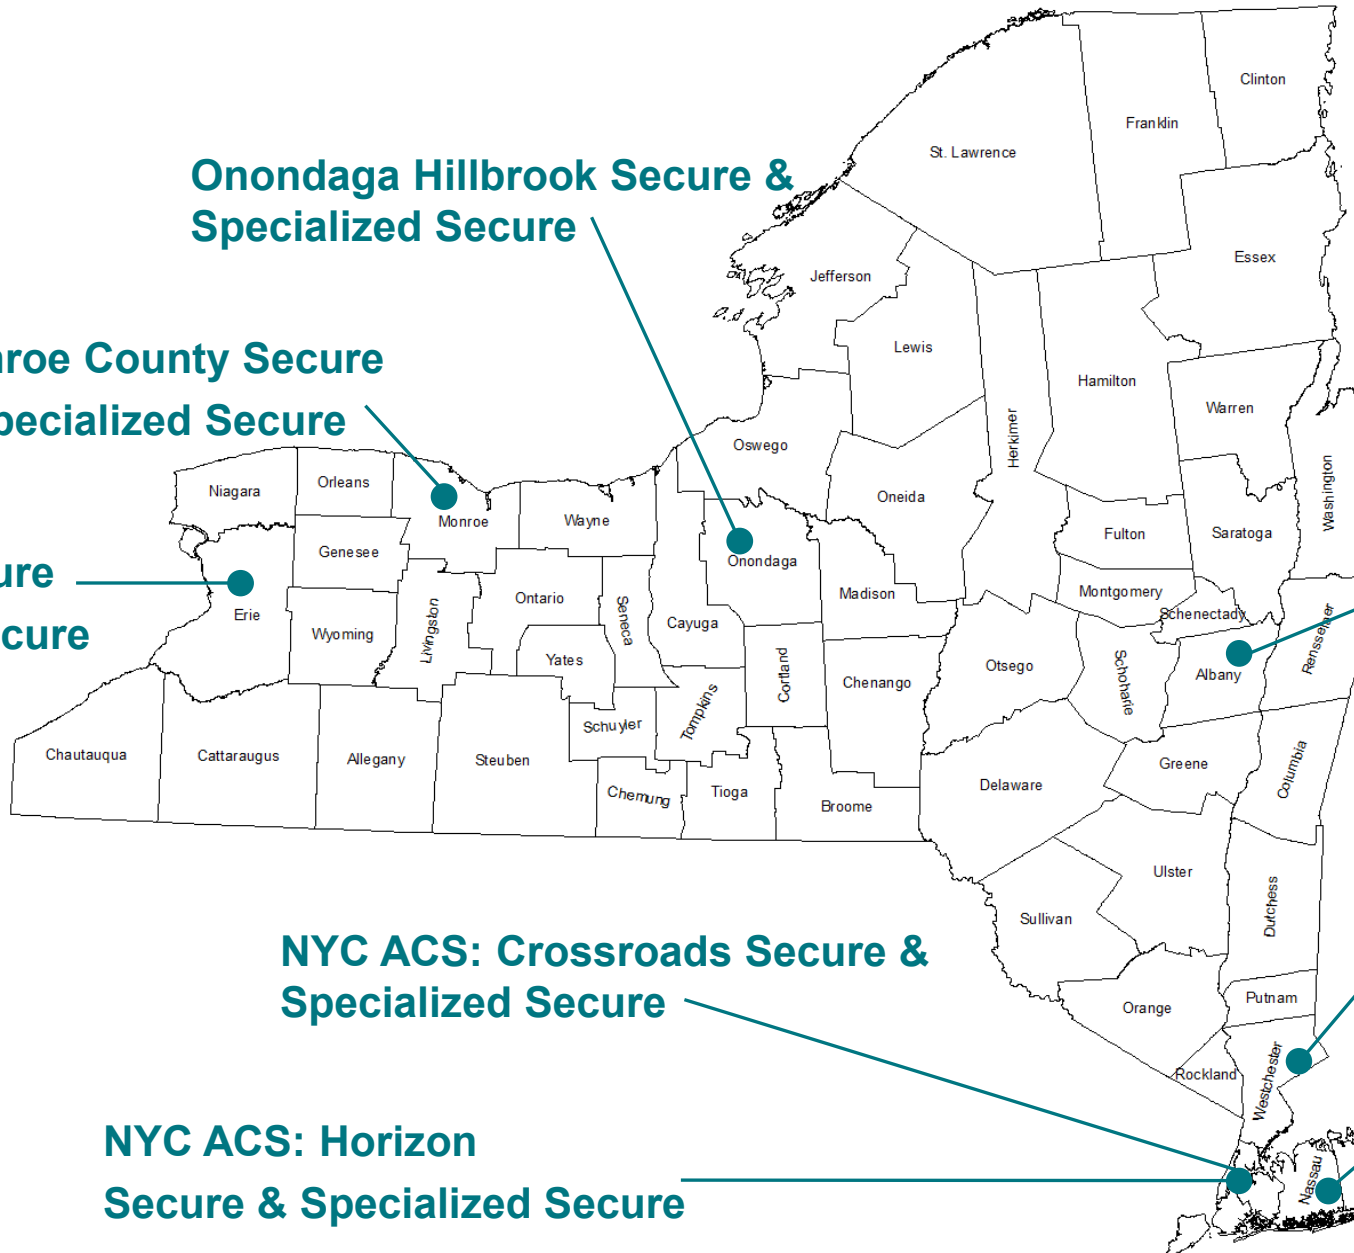 Clinton
Franklin
St. Lawrence
Onondaga Hillbrook Secure &
Specialized Secure
Essex
Jefferson
Lewis
nroe County Secure
pecialized Secure
Hamilton
Warren
Herkimer
Oswego
Washington
Niagara
Orleans
Oneida
Monroe
Wayne
Fulton
Saratoga
Genesee
Onondaga
ure
Erie
cure
Wyoming
Livingston
Ontario
Seneca
Cayuga
Madison
Montgomery
Schenectady
Rensselaer
Yates
Cortland
Chenango
Otsego
Schoharie
Albany
Tompkins
Schuyler
Chautauqua
Cattaraugus
Allegany
Steuben
Chemung
Tioga
Broome
Delaware
Greene
Columbia
Ulster
Sullivan
Dutchess
NYC ACS: Crossroads Secure &
Specialized Secure
Orange
Putnam
Rockland
Westchester
NYC ACS: Horizon
Secure & Specialized Secure
Nassau